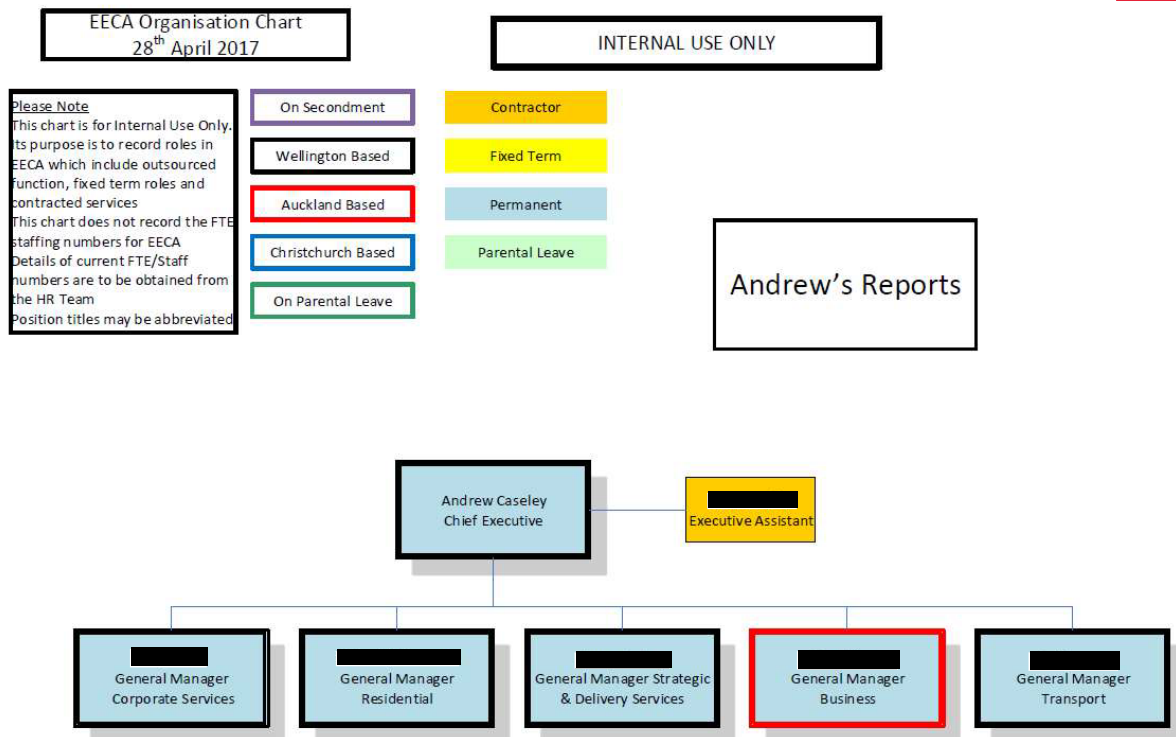 EECA Organisation Chart
28th April 2017
INTERNAL USE ONLY
Please Note
This chart is for Internal Use Only.
Its purpose is to record roles in
EECA which include outsourced
function, fixed term roles and
contracted services
This chart does not record the FTE
staffing numbers for EECA
Details of current FTE/Staff
numbers are to be obtained from
the HR Team
Position titles may be abbreviated
On Secondment
Wellington Based
Auckland Based
Christchurch Based
On Parental Leave
Contractor
Fixed Term
Permanent
Parental Leave
Andrew’s Reports
Andrew Caseley
Chief Executive
Executive Assistant
General Manager
Corporate Services
General Manager
Residential
General Manager Strategic
& Delivery Services
General Manager
Business
General Manager
Transport